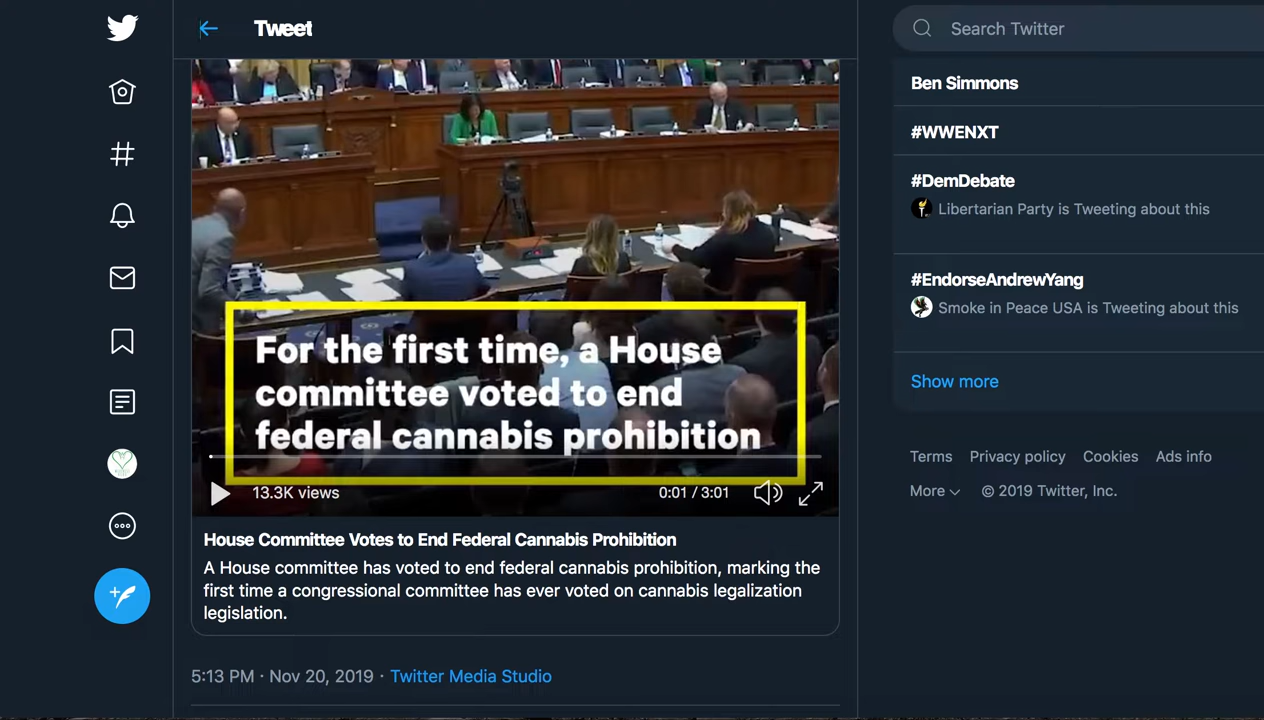 Tweet
For the first time, a House
committee voted to end
federal cannabis prohibition
13.3K views
0:01 / 3:01
House Committee Votes to End Federal Cannabis Prohibition
A House committee has voted to end federal cannabis prohibition, marking the
first time a congressional committee has ever voted on cannabis legalization
legislation.
5:13 PM · Nov 20, 2019 · Twitter Media Studio
Search Twitter
Ben Simmons
#WWENXT
#DemDebate
Libertarian Party is Tweeting about this
#EndorseAndrewYang
Smoke in Peace USA is Tweeting about this
Show more
Terms Privacy policy Cookies Ads info
More © 2019 Twitter, Inc.